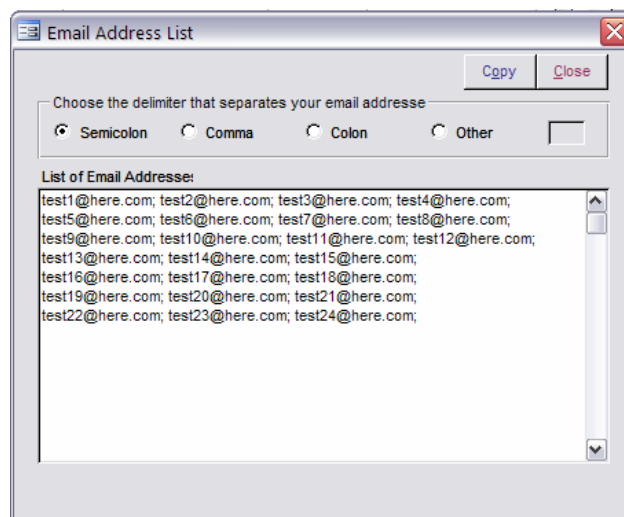 Email Address List
Copy Close
Choose the delimiter that separates your email addresse
Semicolon Comma Colon Other
List of Email Addresses
test1@here.com; test2@here.com; test3@here.com; test4@here.com;
test5@here.com; test6@here.com; test7@here.com; test8@here.com;
test9@here.com; test10@here.com; test11@here.com; test12@here.com;
test13@here.com; test14@here.com; test15@here.com;
test16@here.com; test17@here.com; test18@here.com;
test19@here.com; test20@here.com; test21@here.com;
test22@here.com; test23@here.com; test24@here.com;